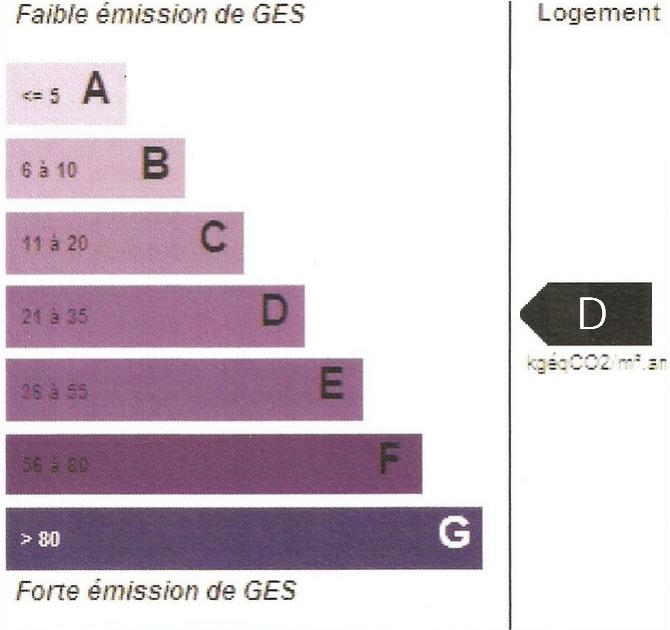 Faible émission de GES
Logement
<= 5 A
6 à 10 B
11 à 20 C
21 à 35 D
D
kgéqCO2/m².an
36 à 55 E
56 à 80 F
> 80 G
Forte émission de GES